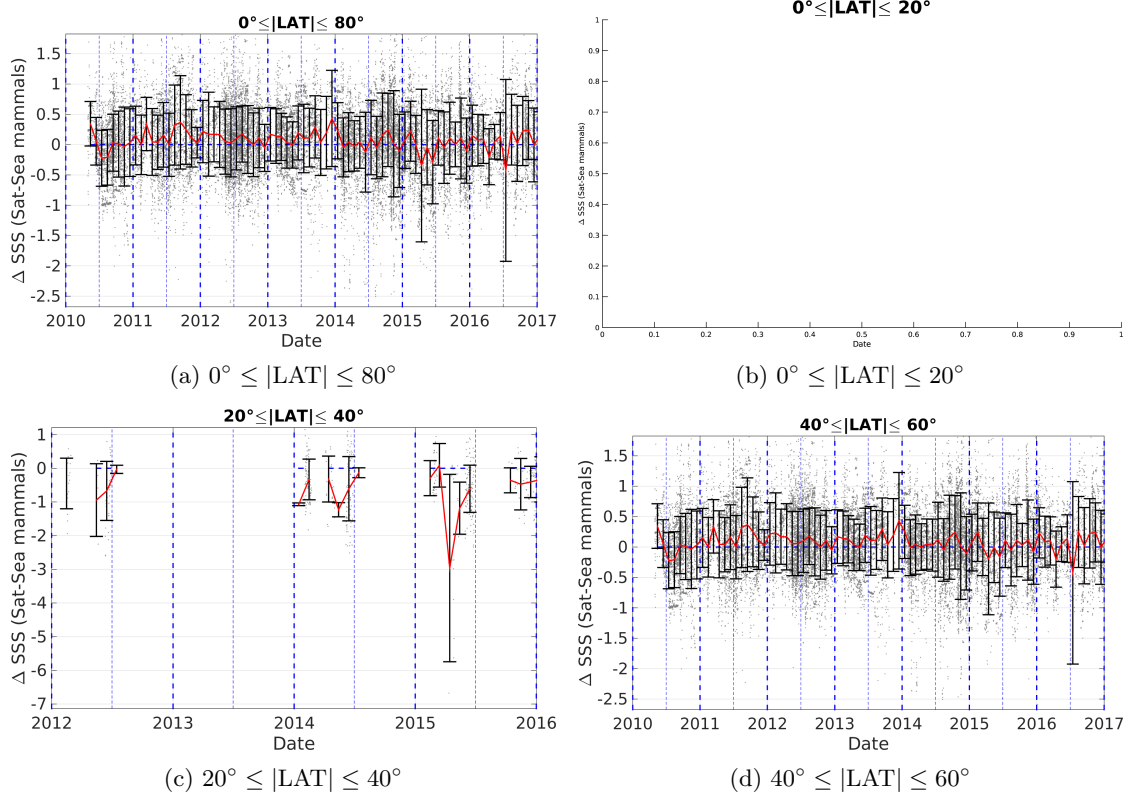 0°≤|LAT|≤ 80°
Δ SSS (Sat-Sea mammals)
1.5
1
0.5
0
-0.5
-1
-1.5
-2
-2.5
2010 2011 2012 2013 2014 2015 2016 2017
Date
(a) 0° ≤ |LAT| ≤ 80°
0°≤|LAT|≤ 20°
Δ SSS (Sat-Sea mammals)
1
0.9
0.8
0.7
0.6
0.5
0.4
0.3
0.2
0.1
0
0 0.1 0.2 0.3 0.4 0.5 0.6 0.7 0.8 0.9 1
Date
(b) 0° ≤ |LAT| ≤ 20°
20°≤|LAT|≤ 40°
Δ SSS (Sat-Sea mammals)
1
0
-1
-2
-3
-4
-5
-6
-7
2012 2013 2014 2015 2016
Date
(c) 20° ≤ |LAT| ≤ 40°
40°≤|LAT|≤ 60°
Δ SSS (Sat-Sea mammals)
1.5
1
0.5
0
-0.5
-1
-1.5
-2
-2.5
2010 2011 2012 2013 2014 2015 2016 2017
Date
(d) 40° ≤ |LAT| ≤ 60°